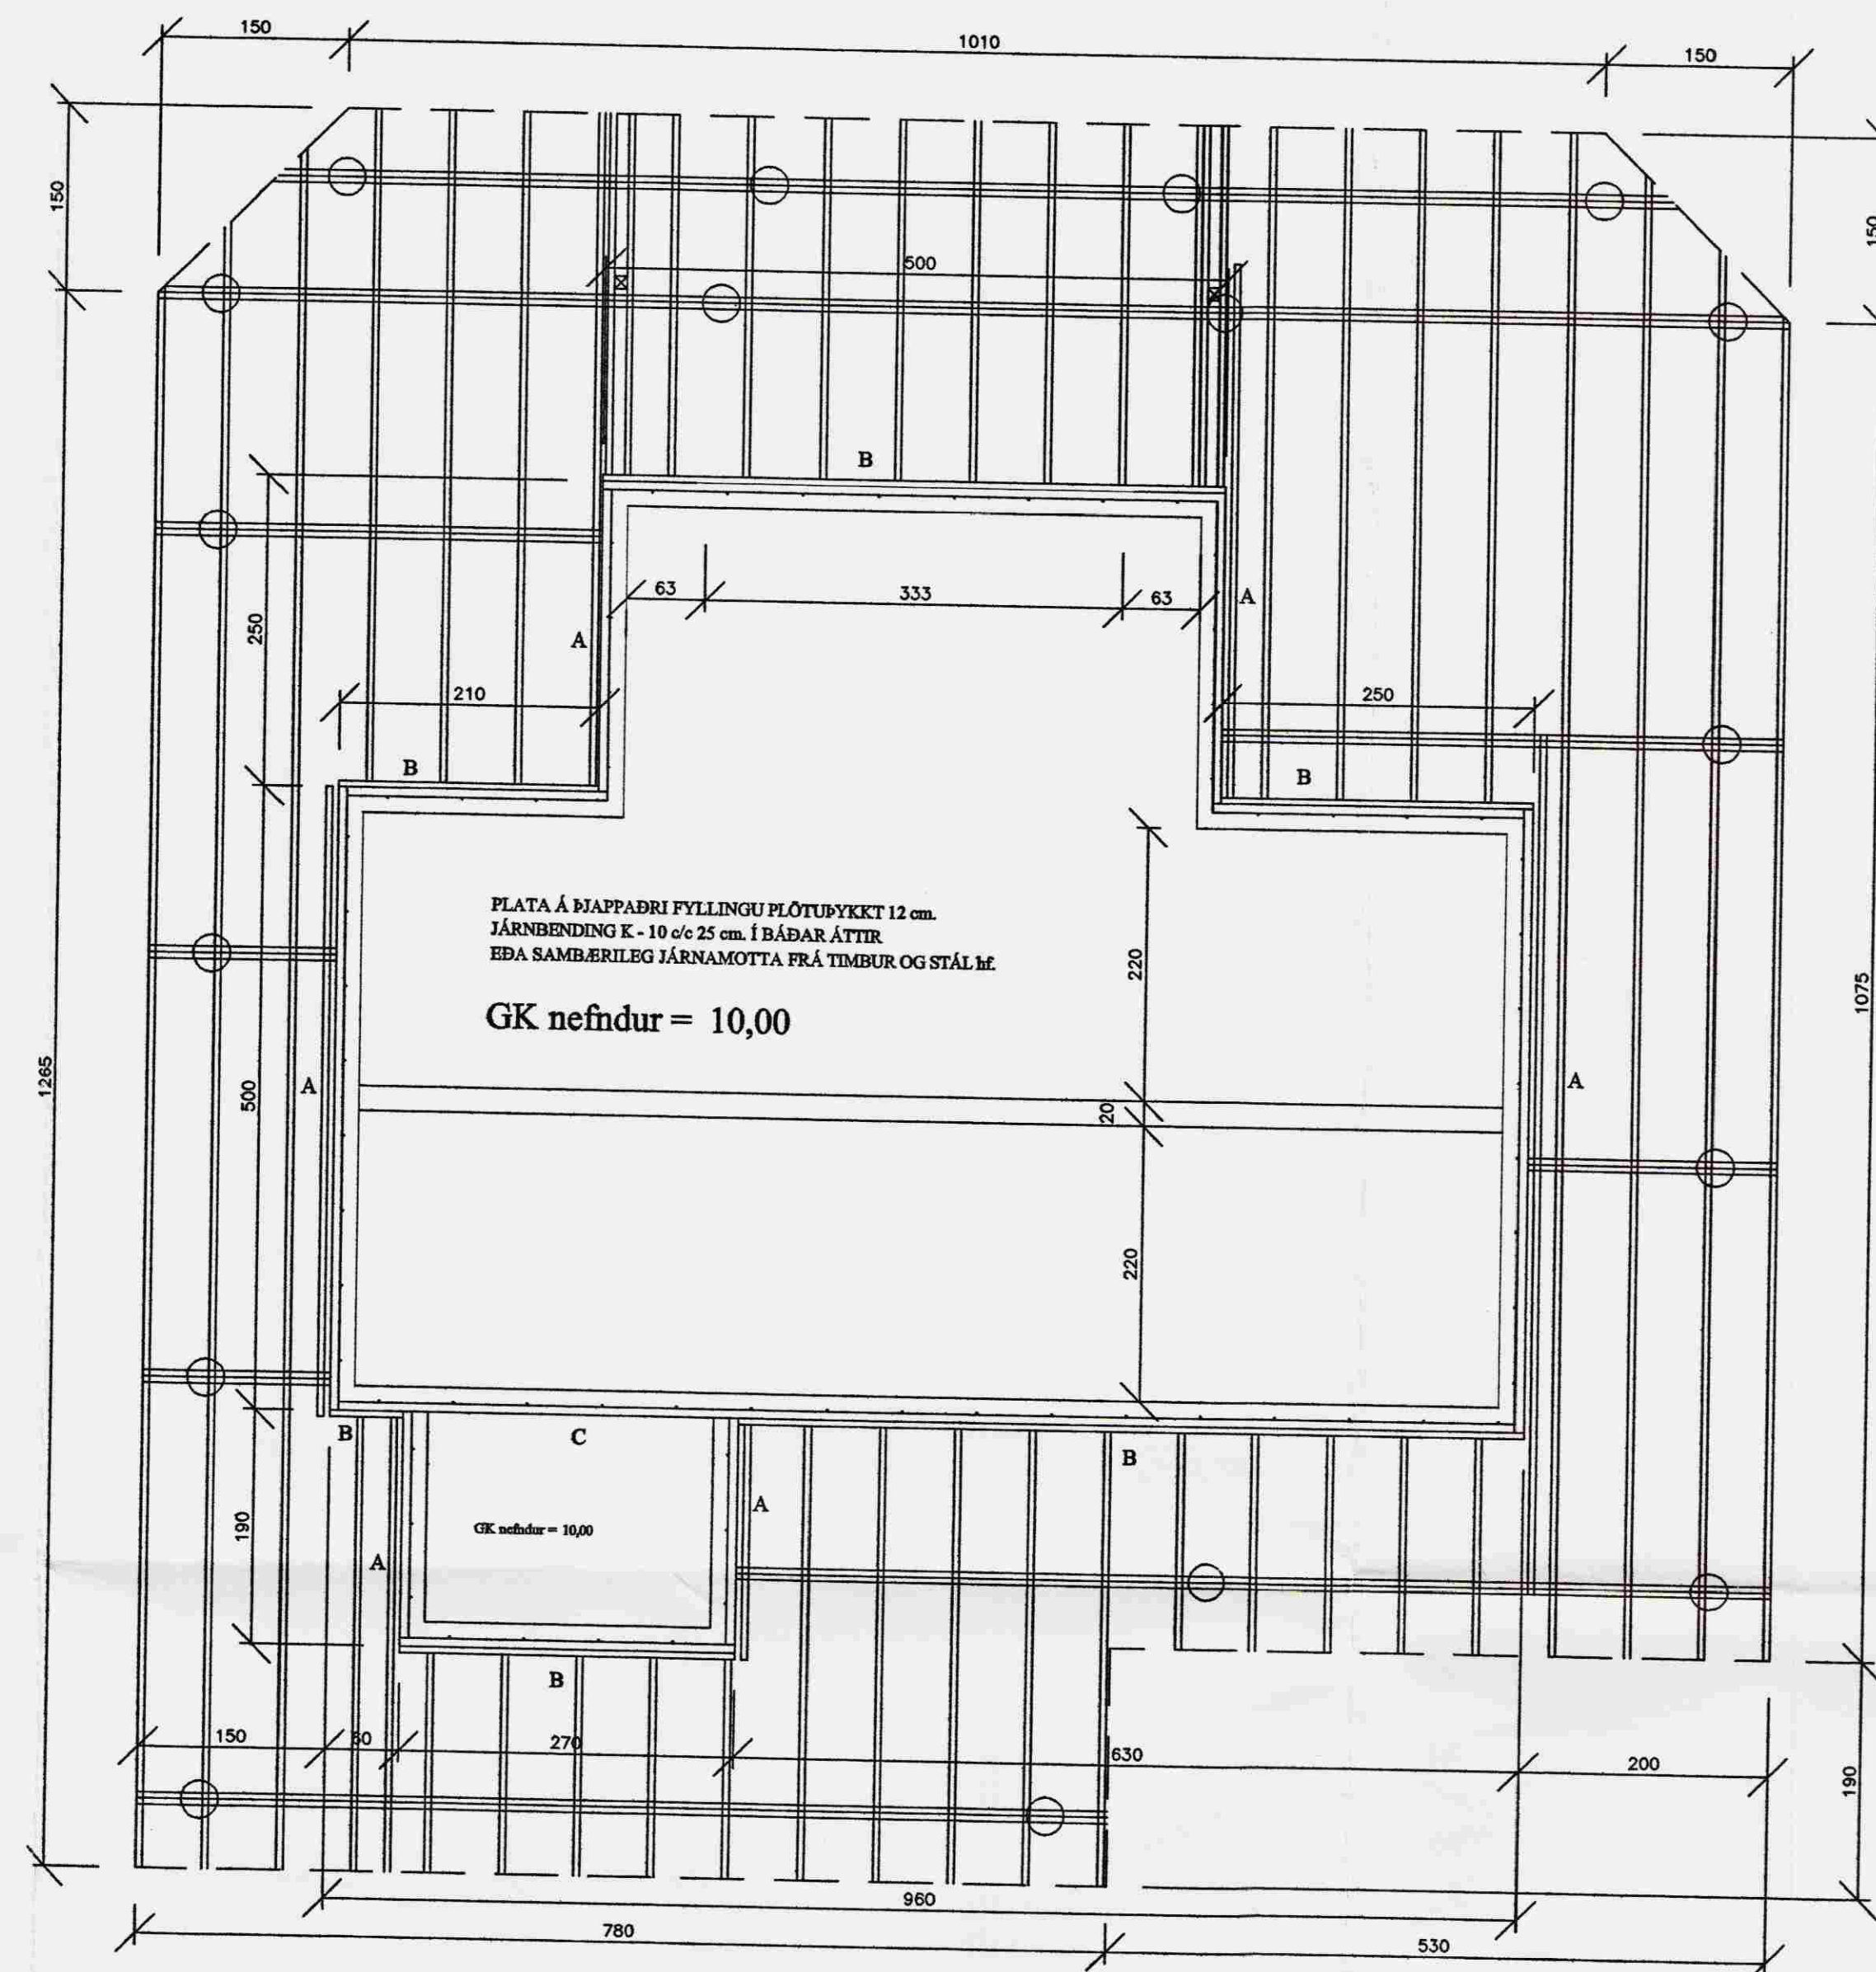 150
1010
150
150
150
500
B
63
333
63
A
A
250
210
250
B
B
PLATA Á ÞJAPPAÐRI FYLLINGU PLÖTUÞYKKT 12 cm.
JÁRNBENDING K - 10 c/c 25 cm. Í BÁÐAR ÁTTIR
EÐA SAMBÆRILEG JÁRNAMOTTA FRÁ TIMBUR OG STÁL hf.
220
1075
GK nefndur = 10,00
1265
500
A
A
20
220
B
C
B
A
190
GK nefndur = 10,00
A
B
150
60
270
630
200
190
960
780
530